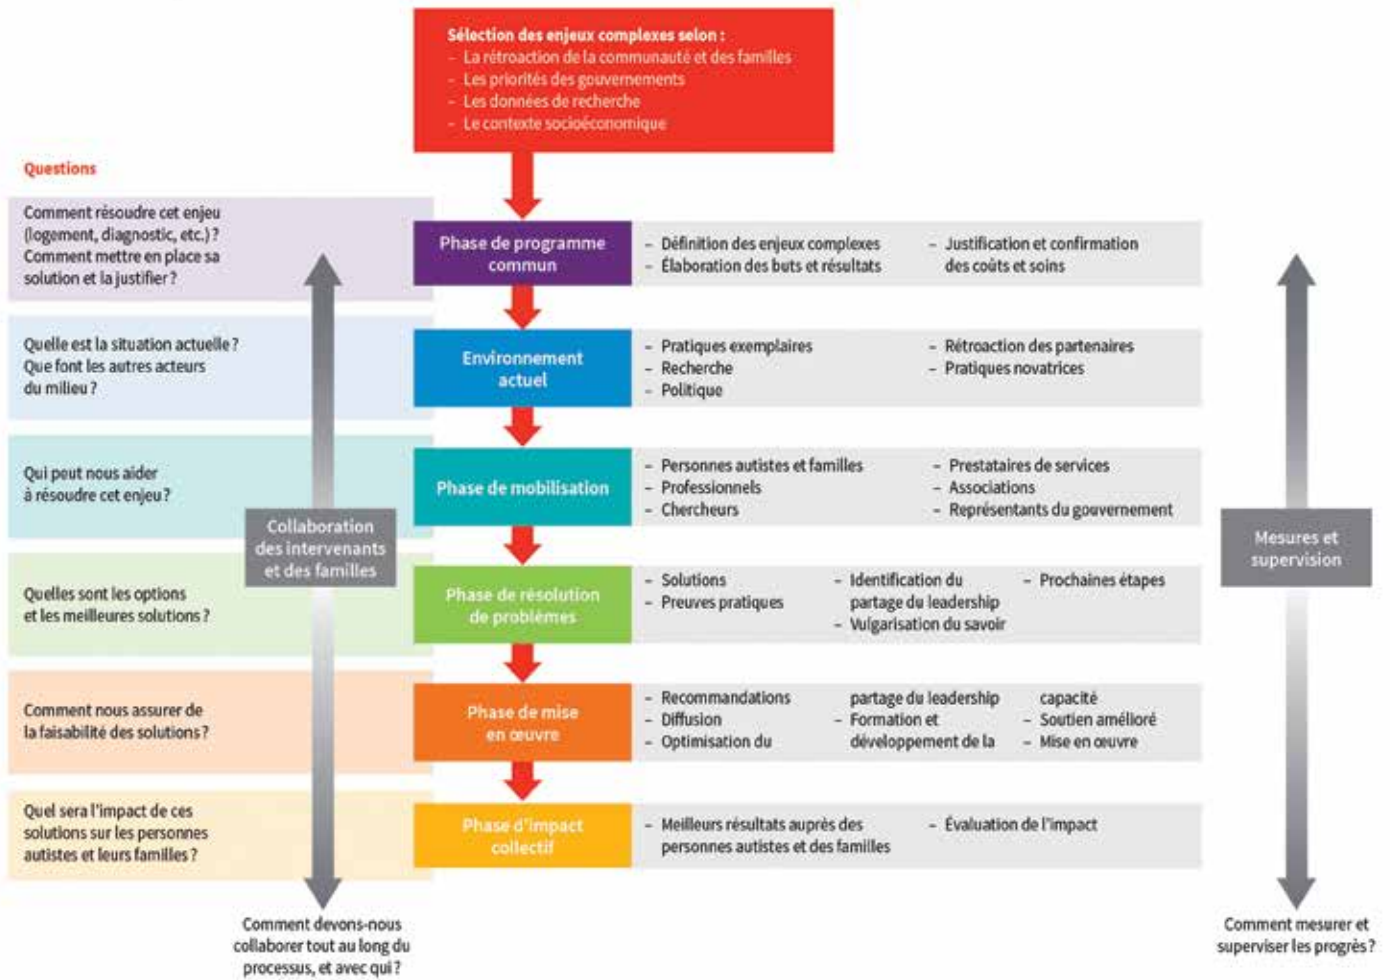 Sélection des enjeux complexes selon :
– La rétroaction de la communauté et des familles
– Les priorités des gouvernements
– Les données de recherche
– Le contexte socioéconomique
Questions
Comment résoudre cet enjeu
(logement, diagnostic, etc.) ?
Comment mettre en place sa
solution et la justifier ?
Phase de programme
commun
– Définition des enjeux complexes
– Élaboration des buts et résultats
– Justification et confirmation
des coûts et soins
Quelle est la situation actuelle ?
Que font les autres acteurs
du milieu ?
Environnement
actuel
– Pratiques exemplaires
– Recherche
– Politique
– Rétroaction des partenaires
– Pratiques novatrices
Qui peut nous aider
à résoudre cet enjeu ?
Phase de mobilisation
– Personnes autistes et familles
– Professionnels
– Chercheurs
– Prestataires de services
– Associations
– Représentants du gouvernement
Collaboration
des intervenants
et des familles
Mesures et
supervision
Quelles sont les options
et les meilleures solutions ?
Phase de résolution
de problèmes
– Solutions
– Preuves pratiques
– Identification du
partage du leadership
– Vulgarisation du savoir
– Prochaines étapes
Comment nous assurer de
la faisabilité des solutions ?
Phase de mise
en œuvre
– Recommandations
– Diffusion
– Optimisation du
partage du leadership
– Formation et
développement de la
capacité
– Soutien amélioré
– Mise en œuvre
Quel sera l'impact de ces
solutions sur les personnes
autistes et leurs familles ?
Phase d'impact
collectif
– Meilleurs résultats auprès des
personnes autistes et des familles
– Évaluation de l'impact
Comment devons-nous
collaborer tout au long du
processus, et avec qui ?
Comment mesurer et
superviser les progrès ?